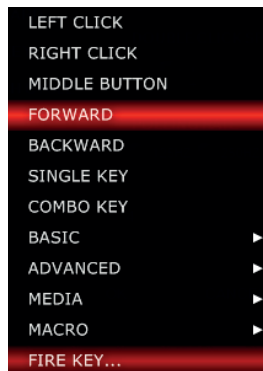 LEFT CLICK
RIGHT CLICK
MIDDLE BUTTON
FORWARD
BACKWARD
SINGLE KEY
COMBO KEY
BASIC
ADVANCED
MEDIA
MACRO
FIRE KEY...